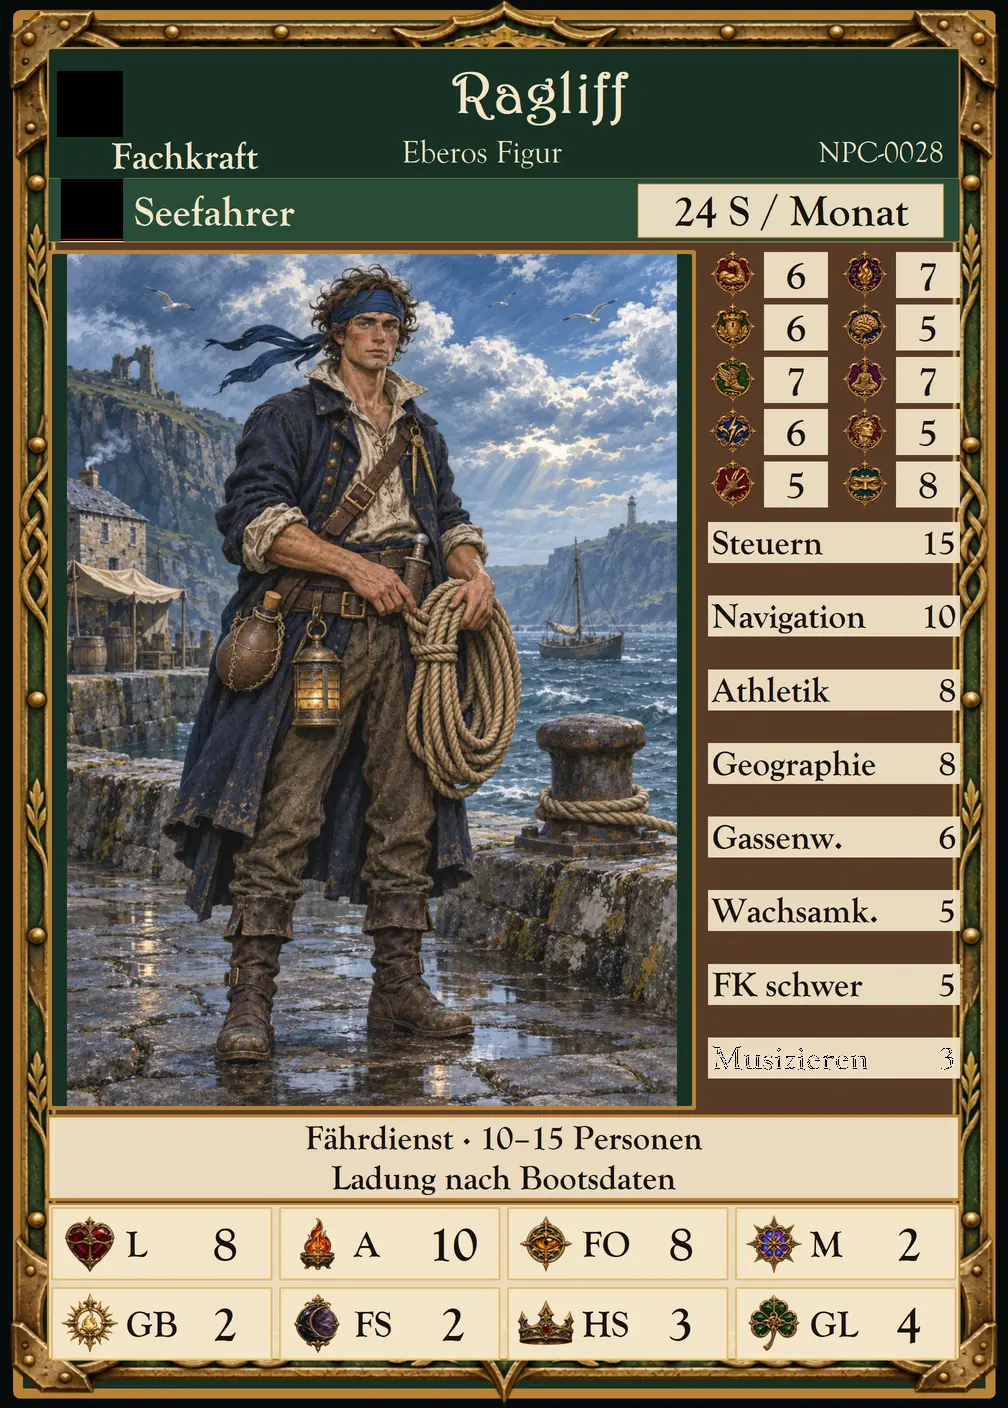 Ragliff
Fachkraft Eberos Figur NPC-0028
Seefahrer 24 S / Monat
6 7
6 5
7 7
6 5
5 8
Steuern 15
Navigation 10
Athletik 8
Geographie 8
Gassenw. 6
Wachsamk. 5
FK schwer 5
Musizieren 3
Fährdienst · 10–15 Personen
Ladung nach Bootsdaten
L 8 A 10 FO 8 M 2
GB 2 FS 2 HS 3 GL 4